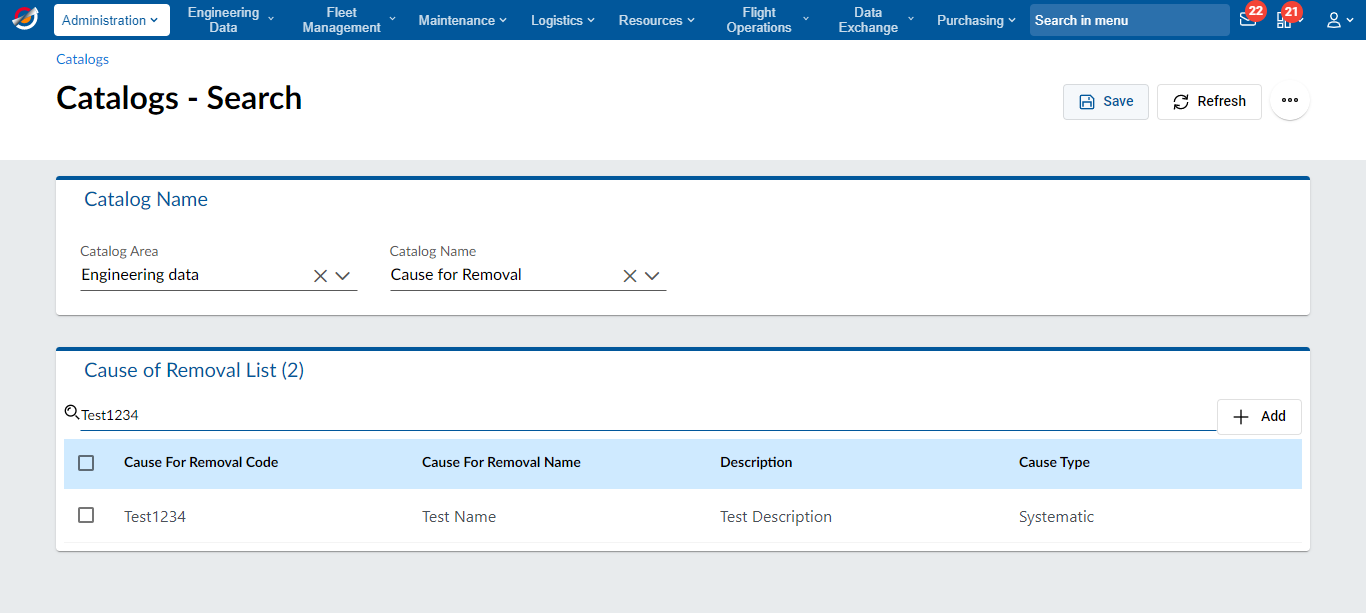 Administration
Engineering
Data
Fleet
Management
Maintenance
Logistics
Resources
Flight
Operations
Data
Exchange
Purchasing
Search in menu
22
21
Catalogs
Catalogs - Search
Save
Refresh
Catalog Name
Catalog Area
Catalog Name
Engineering data
Cause for Removal
Cause of Removal List (2)
Test1234
Add
Cause For Removal Code
Cause For Removal Name
Description
Cause Type
Test1234
Test Name
Test Description
Systematic